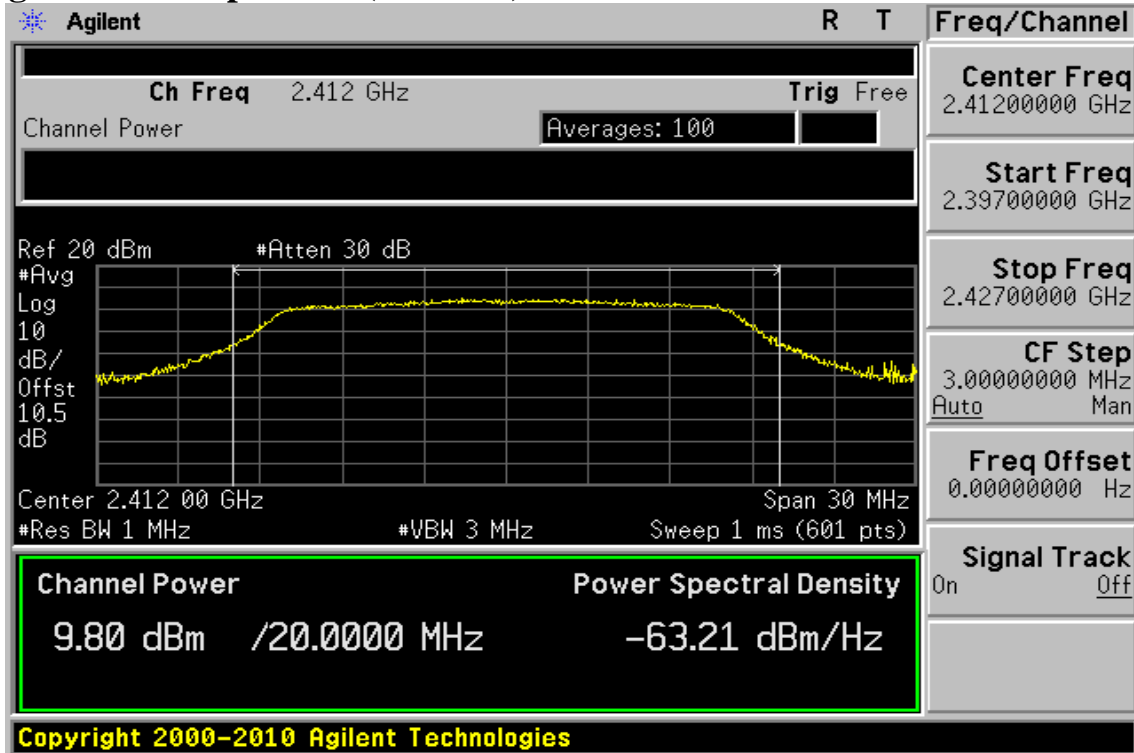 Agilent R T Freq/Channel
Ch Freq 2.412 GHz Trig Free
Channel Power Averages: 100
Center Freq
2.41200000 GHz
Start Freq
2.39700000 GHz
Stop Freq
2.42700000 GHz
CF Step
3.00000000 MHz
Auto Man
Freq Offset
0.00000000 Hz
Signal Track
On Off
Ref 20 dBm #Atten 30 dB
#Avg
Log
10
dB/
Offst
10.5
dB
Center 2.412 00 GHz Span 30 MHz
#Res BW 1 MHz #VBW 3 MHz Sweep 1 ms (601 pts)
Channel Power Power Spectral Density
9.80 dBm /20.0000 MHz -63.21 dBm/Hz
Copyright 2000-2010 Agilent Technologies